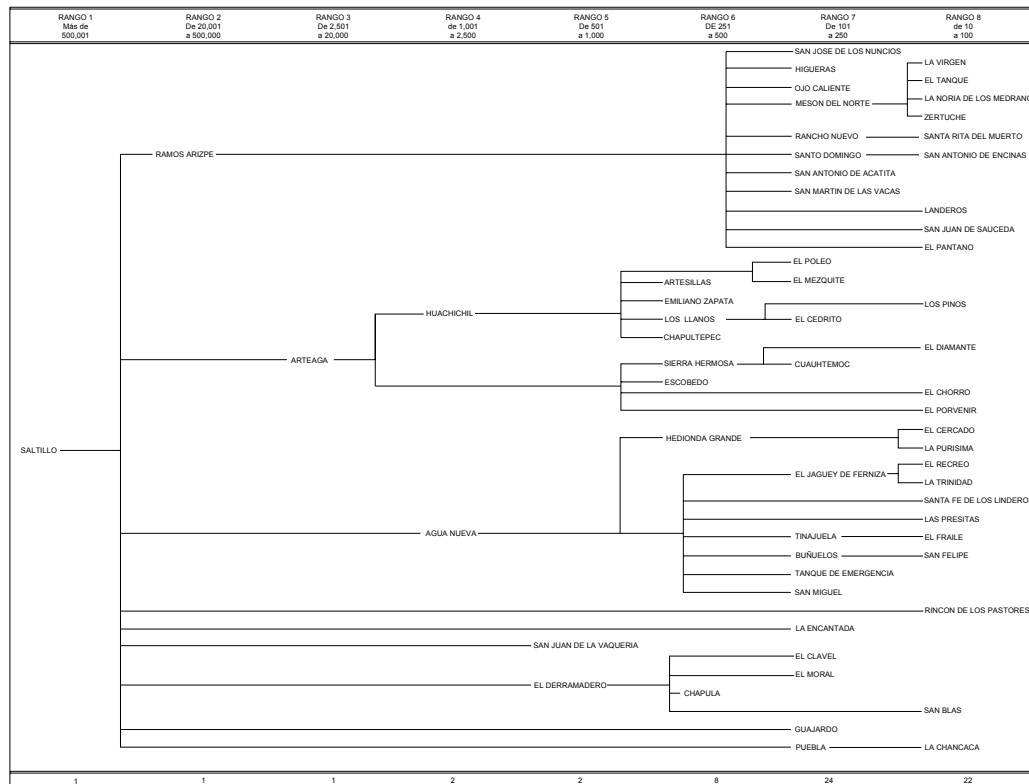 RANGO 1 RANGO 2 RANGO 3 RANGO 4 RANGO 5 RANGO 6 RANGO 7 RANGO 8
Más de De 20,001 De 2,501 de 1,001 De 501 DE 251 De 101 de 10
500,001 a 500,000 a 20,000 a 2,500 a 1,000 a 500 a 250 a 100
SAN JOSE DE LOS NUNCIOS
LA VIRGEN
HIGUERAS
EL TANQUE
OJO CALIENTE
LA NORIA DE LOS MEDRANO
MESON DEL NORTE
ZERTUCHE
RANCHO NUEVO SANTA RITA DEL MUERTO
RAMOS ARIZPE SANTO DOMINGO SAN ANTONIO DE ENCINAS
SAN ANTONIO DE ACATITA
SAN MARTIN DE LAS VACAS
LANDEROS
SAN JUAN DE SAUCEDA
EL PANTANO
EL POLEO
ARTESILLAS EL MEZQUITE
EMILIANO ZAPATA LOS PINOS
HUACHICHIL
LOS LLANOS EL CEDRITO
CHAPULTEPEC
EL DIAMANTE
ARTEAGA
SIERRA HERMOSA CUAUHTEMOC
ESCOBEDO
EL CHORRO
EL PORVENIR
EL CERCADO
HEDIONDA GRANDE
LA PURISIMA
SALTILLO
EL RECREO
EL JAGUEY DE FERNIZA
LA TRINIDAD
SANTA FE DE LOS LINDERO
LAS PRESITAS
AGUA NUEVA
TINAJUELA EL FRAILE
BUÑUELOS SAN FELIPE
TANQUE DE EMERGENCIA
SAN MIGUEL
RINCON DE LOS PASTORES
LA ENCANTADA
SAN JUAN DE LA VAQUERIA
EL CLAVEL
EL MORAL
EL DERRAMADERO
CHAPULA
SAN BLAS
GUAJARDO
PUEBLA LA CHANCACA
1 1 1 2 2 8 24 22